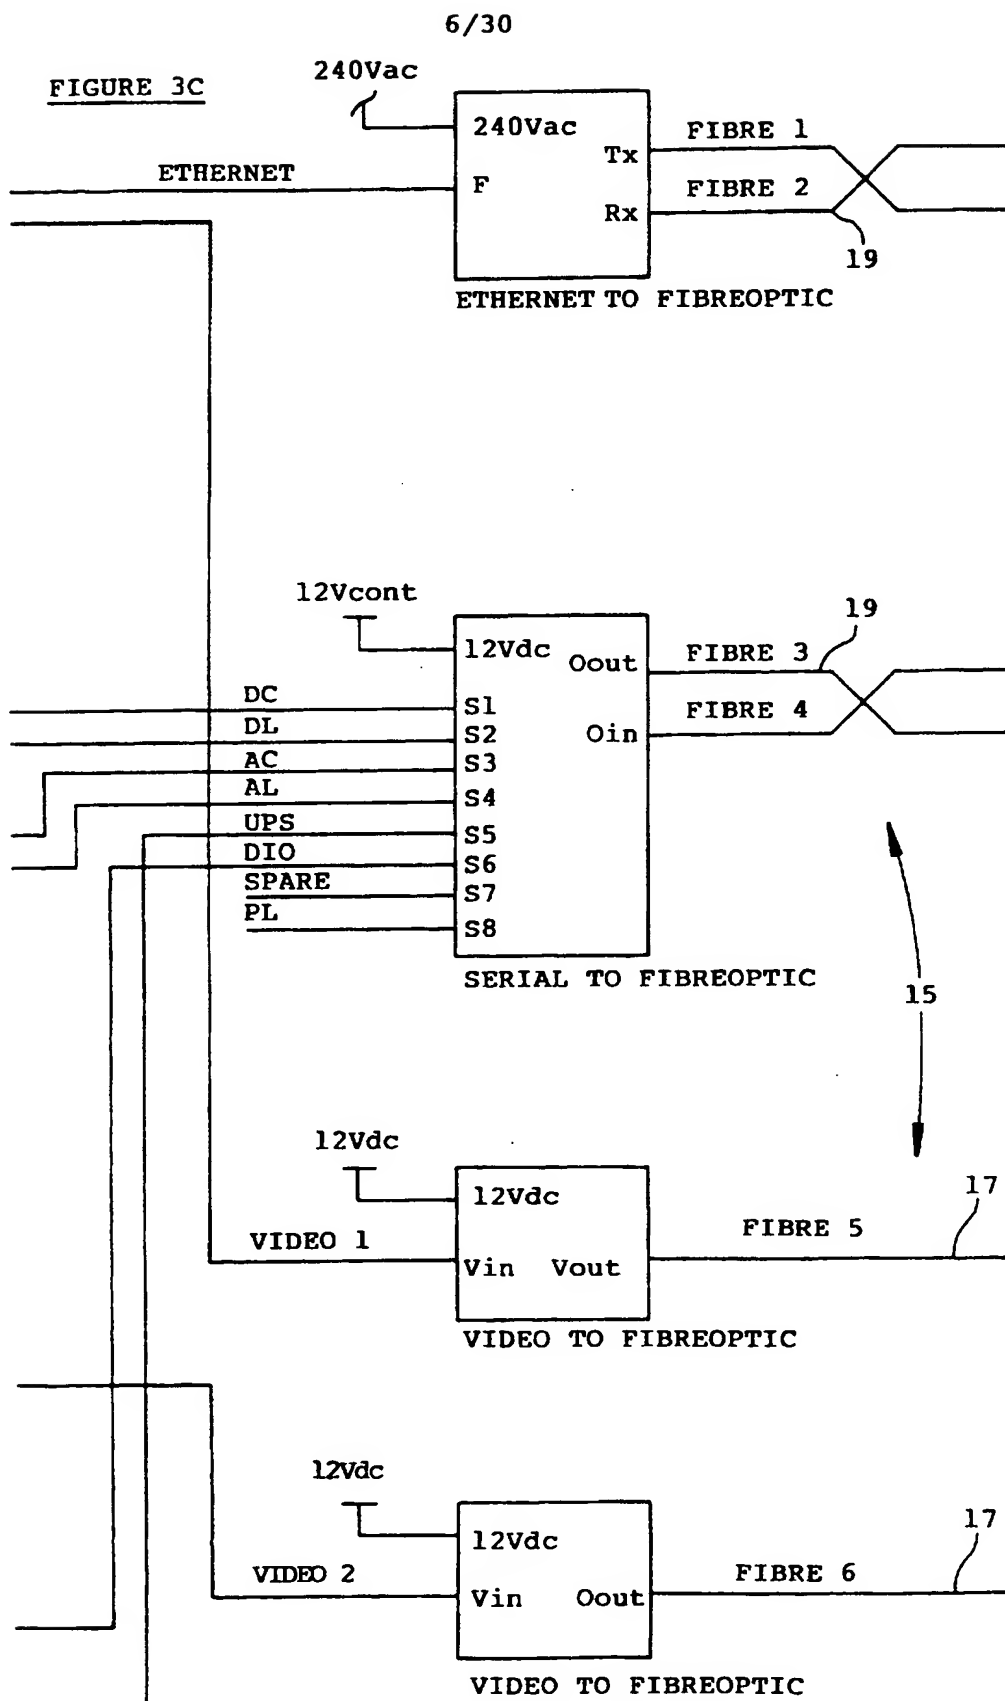 6/30
FIGURE 3C
240Vac
240Vac
FIBRE 1
Tx
ETHERNET
F
FIBRE 2
Rx
19
ETHERNET TO FIBREOPTIC
12Vcont
19
12Vdc
Oout
FIBRE 3
DC
S1
FIBRE 4
DL
S2
Oin
AC
S3
AL
S4
UPS
S5
DIO
S6
SPARE
S7
PL
S8
SERIAL TO FIBREOPTIC
15
12Vdc
12Vdc
17
FIBRE 5
VIDEO 1
Vin Vout
VIDEO TO FIBREOPTIC
12Vdc
12Vdc
17
VIDEO 2
FIBRE 6
Vin Oout
VIDEO TO FIBREOPTIC